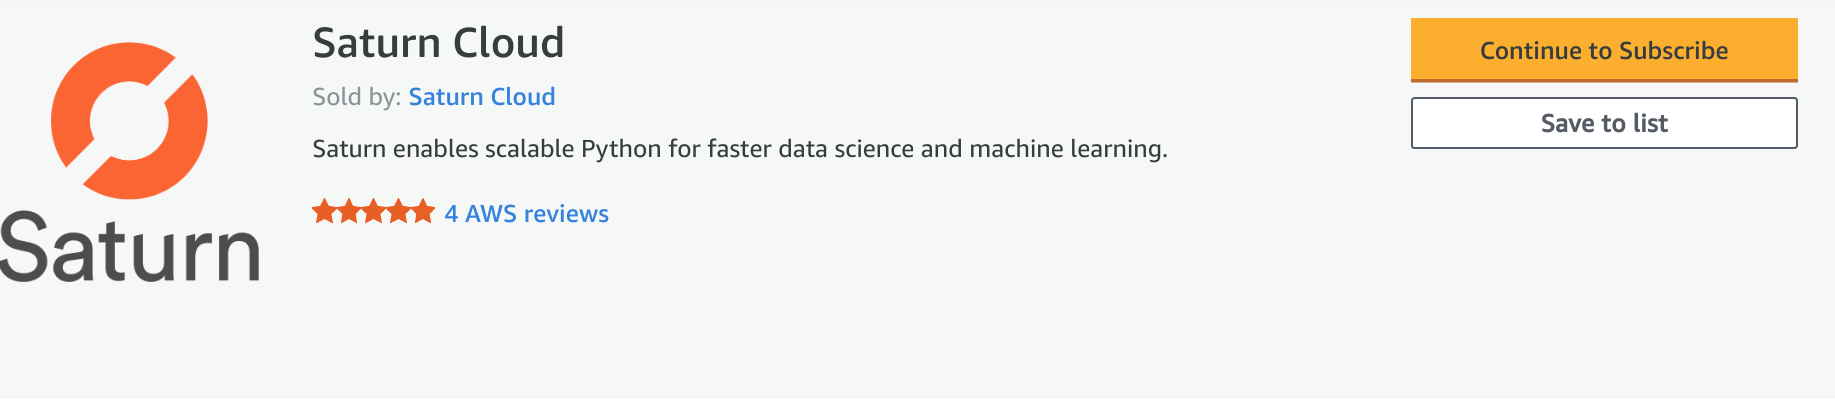 Saturn
Saturn Cloud
Sold by: Saturn Cloud
Saturn enables scalable Python for faster data science and machine learning.
4 AWS reviews
Continue to Subscribe
Save to list